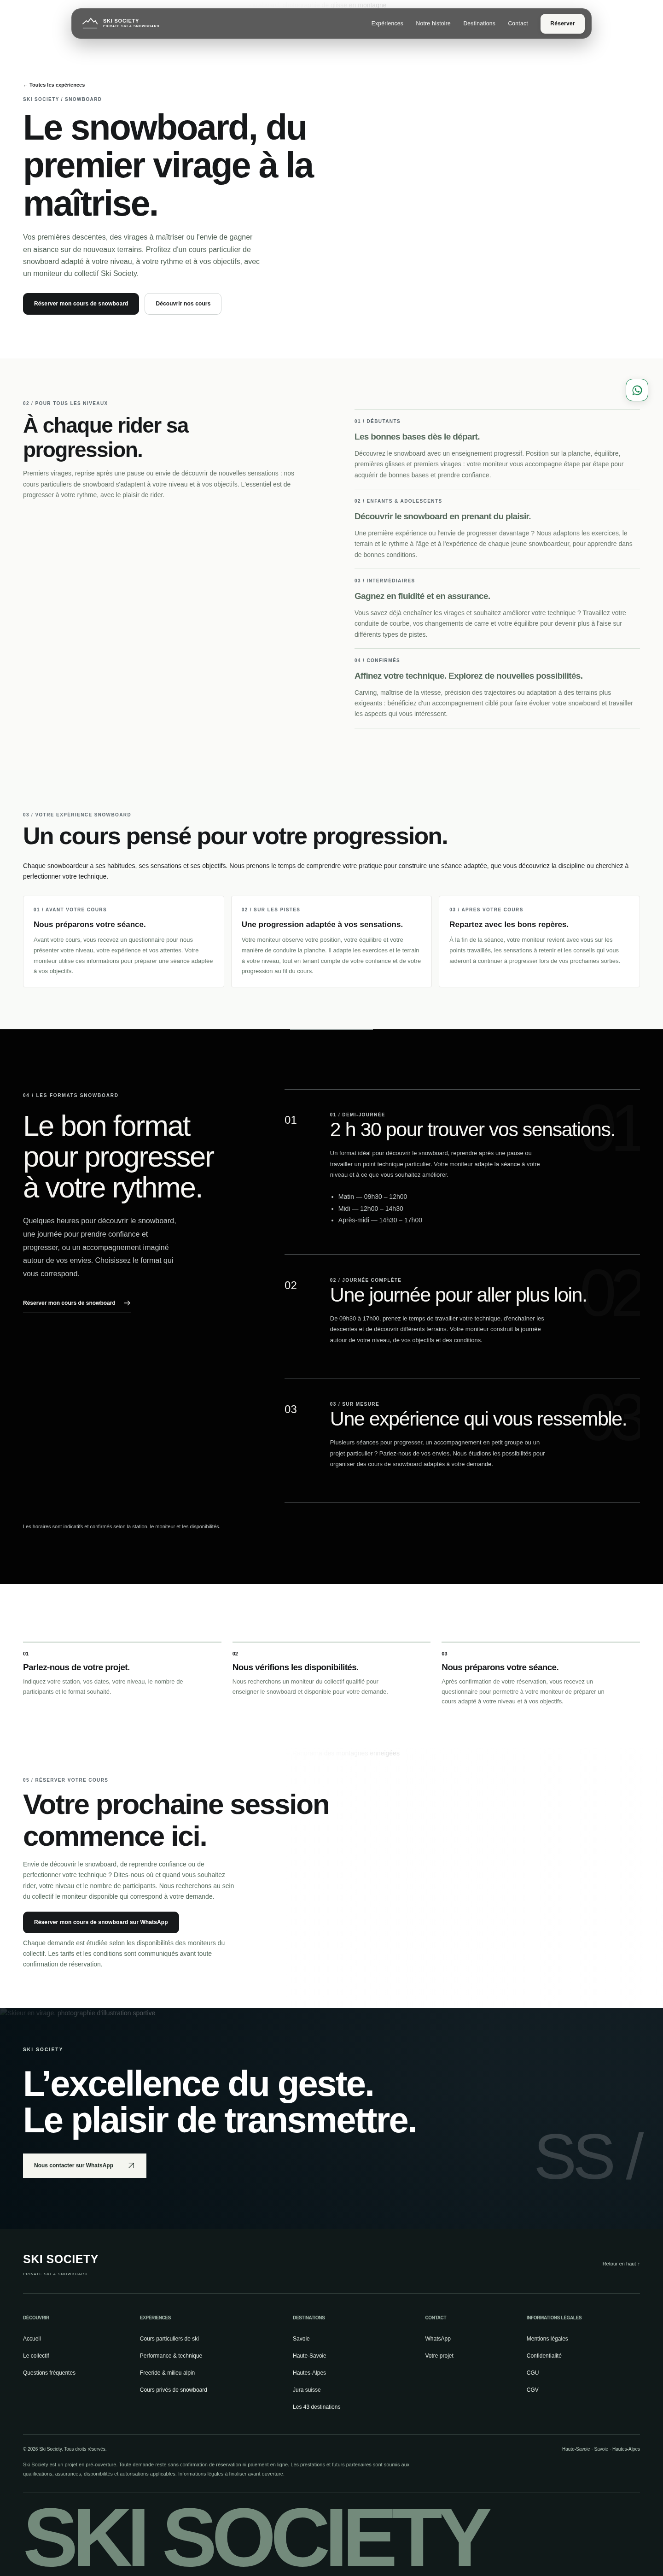 SKI SOCIETY
PRIVATE SKI & SNOWBOARD
Expériences
Notre histoire
Destinations
Contact
Réserver
← Toutes les expériences
SKI SOCIETY / SNOWBOARD
Le snowboard, du
premier virage à la
maîtrise.
Vos premières descentes, des virages à maîtriser ou l'envie de gagner
en aisance sur de nouveaux terrains. Profitez d'un cours particulier de
snowboard adapté à votre niveau, à votre rythme et à vos objectifs, avec
un moniteur du collectif Ski Society.
Réserver mon cours de snowboard
Découvrir nos cours
02 / POUR TOUS LES NIVEAUX
À chaque rider sa
progression.
Premiers virages, reprise après une pause ou envie de découvrir de nouvelles sensations : nos
cours particuliers de snowboard s'adaptent à votre niveau et à vos objectifs. L'essentiel est de
progresser à votre rythme, avec le plaisir de rider.
01 / DÉBUTANTS
Les bonnes bases dès le départ.
Découvrez le snowboard avec un enseignement progressif. Position sur la planche, équilibre,
premières glisses et premiers virages : votre moniteur vous accompagne étape par étape pour
acquérir de bonnes bases et prendre confiance.
02 / ENFANTS & ADOLESCENTS
Découvrir le snowboard en prenant du plaisir.
Une première expérience ou l'envie de progresser davantage ? Nous adaptons les exercices, le
terrain et le rythme à l'âge et à l'expérience de chaque jeune snowboardeur, pour apprendre dans
de bonnes conditions.
03 / INTERMÉDIAIRES
Gagnez en fluidité et en assurance.
Vous savez déjà enchaîner les virages et souhaitez améliorer votre technique ? Travaillez votre
conduite de courbe, vos changements de carre et votre équilibre pour devenir plus à l'aise sur
différents types de pistes.
04 / CONFIRMÉS
Affinez votre technique. Explorez de nouvelles possibilités.
Carving, maîtrise de la vitesse, précision des trajectoires ou adaptation à des terrains plus
exigeants : bénéficiez d'un accompagnement ciblé pour faire évoluer votre snowboard et travailler
les aspects qui vous intéressent.
03 / VOTRE EXPÉRIENCE SNOWBOARD
Un cours pensé pour votre progression.
Chaque snowboardeur a ses habitudes, ses sensations et ses objectifs. Nous prenons le temps de comprendre votre pratique pour construire une séance adaptée, que vous découvriez la discipline ou cherchiez à
perfectionner votre technique.
01 / AVANT VOTRE COURS
Nous préparons votre séance.
Avant votre cours, vous recevez un questionnaire pour nous
présenter votre niveau, votre expérience et vos attentes. Votre
moniteur utilise ces informations pour préparer une séance adaptée
à vos objectifs.
02 / SUR LES PISTES
Une progression adaptée à vos sensations.
Votre moniteur observe votre position, votre équilibre et votre
manière de conduire la planche. Il adapte les exercices et le terrain
à votre niveau, tout en tenant compte de votre confiance et de votre
progression au fil du cours.
03 / APRÈS VOTRE COURS
Repartez avec les bons repères.
À la fin de la séance, votre moniteur revient avec vous sur les
points travaillés, les sensations à retenir et les conseils qui vous
aideront à continuer à progresser lors de vos prochaines sorties.
04 / LES FORMATS SNOWBOARD
Le bon format
pour progresser
à votre rythme.
Quelques heures pour découvrir le snowboard,
une journée pour prendre confiance et
progresser, ou un accompagnement imaginé
autour de vos envies. Choisissez le format qui
vous correspond.
Réserver mon cours de snowboard →
01
01
01 / DEMI-JOURNÉE
2 h 30 pour trouver vos sensations.
Un format idéal pour découvrir le snowboard, reprendre après une pause ou
travailler un point technique particulier. Votre moniteur adapte la séance à votre
niveau et à ce que vous souhaitez améliorer.
• Matin — 09h30 – 12h00
• Midi — 12h00 – 14h30
• Après-midi — 14h30 – 17h00
02
02
02 / JOURNÉE COMPLÈTE
Une journée pour aller plus loin.
De 09h30 à 17h00, prenez le temps de travailler votre technique, d'enchaîner les
descentes et de découvrir différents terrains. Votre moniteur construit la journée
autour de votre niveau, de vos objectifs et des conditions.
03
03
03 / SUR MESURE
Une expérience qui vous ressemble.
Plusieurs séances pour progresser, un accompagnement en petit groupe ou un
projet particulier ? Parlez-nous de vos envies. Nous étudions les possibilités pour
organiser des cours de snowboard adaptés à votre demande.
Les horaires sont indicatifs et confirmés selon la station, le moniteur et les disponibilités.
01
Parlez-nous de votre projet.
Indiquez votre station, vos dates, votre niveau, le nombre de
participants et le format souhaité.
02
Nous vérifions les disponibilités.
Nous recherchons un moniteur du collectif qualifié pour
enseigner le snowboard et disponible pour votre demande.
03
Nous préparons votre séance.
Après confirmation de votre réservation, vous recevez un
questionnaire pour permettre à votre moniteur de préparer un
cours adapté à votre niveau et à vos objectifs.
05 / RÉSERVER VOTRE COURS
Votre prochaine session
commence ici.
Envie de découvrir le snowboard, de reprendre confiance ou de
perfectionner votre technique ? Dites-nous où et quand vous souhaitez
rider, votre niveau et le nombre de participants. Nous recherchons au sein
du collectif le moniteur disponible qui correspond à votre demande.
Réserver mon cours de snowboard sur WhatsApp
Chaque demande est étudiée selon les disponibilités des moniteurs du
collectif. Les tarifs et les conditions sont communiqués avant toute
confirmation de réservation.
en virage, photographie d'illustration sportive
SKI SOCIETY
L’excellence du geste.
Le plaisir de transmettre.
Nous contacter sur WhatsApp
SS /
SKI SOCIETY
PRIVATE SKI & SNOWBOARD
Retour en haut ↑
DÉCOUVRIR
Accueil
Le collectif
Questions fréquentes
EXPÉRIENCES
Cours particuliers de ski
Performance & technique
Freeride & milieu alpin
Cours privés de snowboard
DESTINATIONS
Savoie
Haute-Savoie
Hautes-Alpes
Jura suisse
Les 43 destinations
CONTACT
WhatsApp
Votre projet
INFORMATIONS LÉGALES
Mentions légales
Confidentialité
CGU
CGV
© 2026 Ski Society. Tous droits réservés.
Haute-Savoie · Savoie · Hautes-Alpes
Ski Society est un projet en pré-ouverture. Toute demande reste sans confirmation de réservation ni paiement en ligne. Les prestations et futurs partenaires sont soumis aux
qualifications, assurances, disponibilités et autorisations applicables. Informations légales à finaliser avant ouverture.
SKI SOCIETY